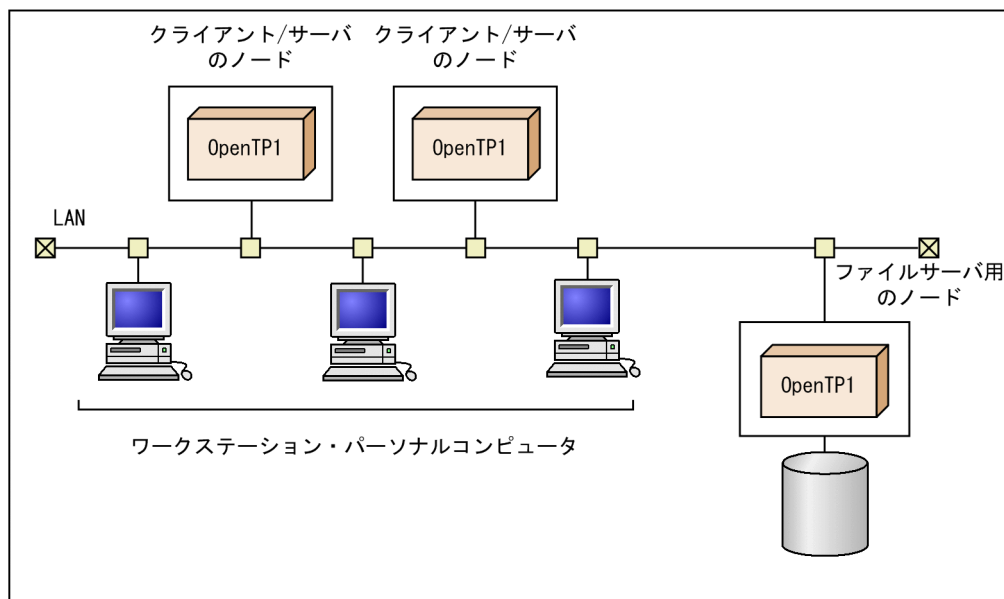 クライアント/サーバ
のノード
クライアント/サーバ
のノード
OpenTP1
OpenTP1
LAN
ファイルサーバ用
のノード
OpenTP1
ワークステーション・パーソナルコンピュータ